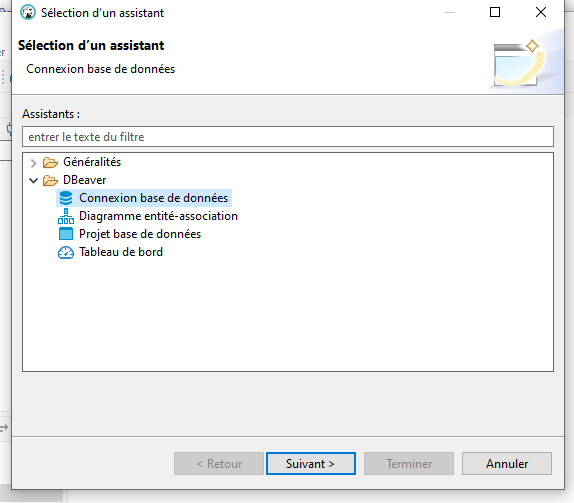 Sélection d'un assistant
Sélection d'un assistant
Connexion base de données
Assistants :
entrer le texte du filtre
Généralités
DBeaver
Connexion base de données
Diagramme entité-association
Projet base de données
Tableau de bord
< Retour
Suivant >
Terminer
Annuler